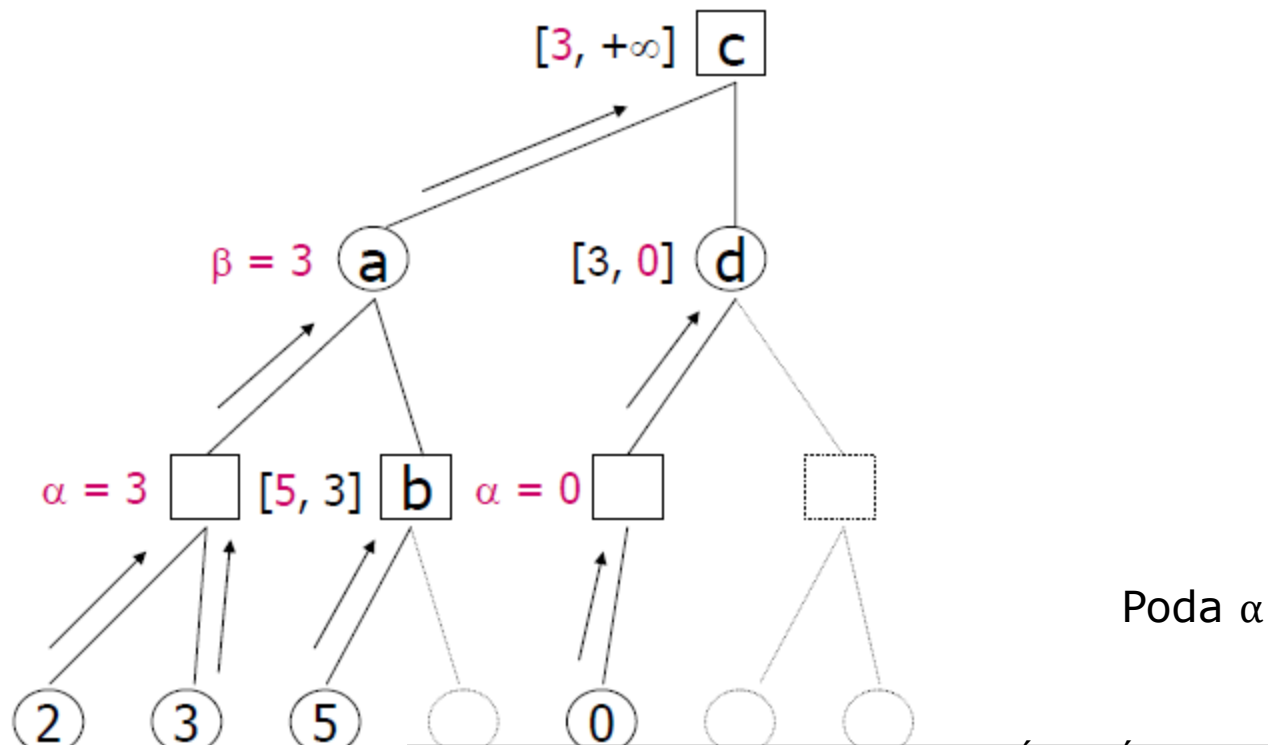 [3, +∞] c
β = 3 a [3, 0] d
α = 3 [5, 3] b α = 0
Poda α
2 3 5 0